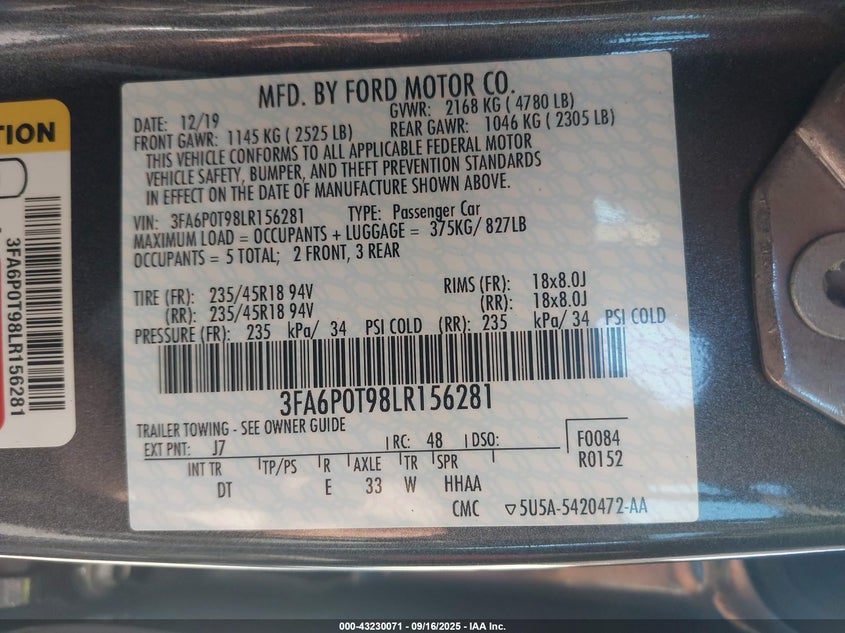 TION
3FA6P0T98LR156281
MFD. BY FORD MOTOR CO.
DATE: 12/19 GVWR: 2168 KG ( 4780 LB)
FRONT GAWR: 1145 KG ( 2525 LB) REAR GAWR: 1046 KG ( 2305 LB)
THIS VEHICLE CONFORMS TO ALL APPLICABLE FEDERAL MOTOR
VEHICLE SAFETY, BUMPER, AND THEFT PREVENTION STANDARDS
IN EFFECT ON THE DATE OF MANUFACTURE SHOWN ABOVE.
VIN: 3FA6P0T98LR156281 TYPE: Passenger Car
MAXIMUM LOAD = OCCUPANTS + LUGGAGE = 375KG/ 827LB
OCCUPANTS = 5 TOTAL; 2 FRONT, 3 REAR
TIRE (FR): 235/45R18 94V RIMS (FR): 18x8.0J
(RR): 235/45R18 94V (RR): 18x8.0J
PRESSURE (FR): 235 kPa/ 34 PSI COLD (RR): 235 kPa/ 34 PSI COLD
3FA6P0T98LR156281
TRAILER TOWING - SEE OWNER GUIDE
EXT PNT: J7 RC: 48 DSO: F0084
R0152
INT TR TP/PS R AXLE TR SPR
DT E 33 W HHAA
CMC ▽5U5A-5420472-AA
000-43230071 - 09/16/2025 - IAA Inc.